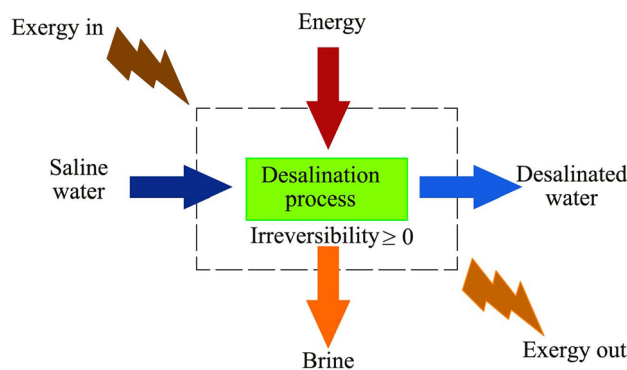 Exergy in
Energy
Saline
water
Desalination
process
Irreversibility ≥ 0
Desalinated
water
Brine
Exergy out